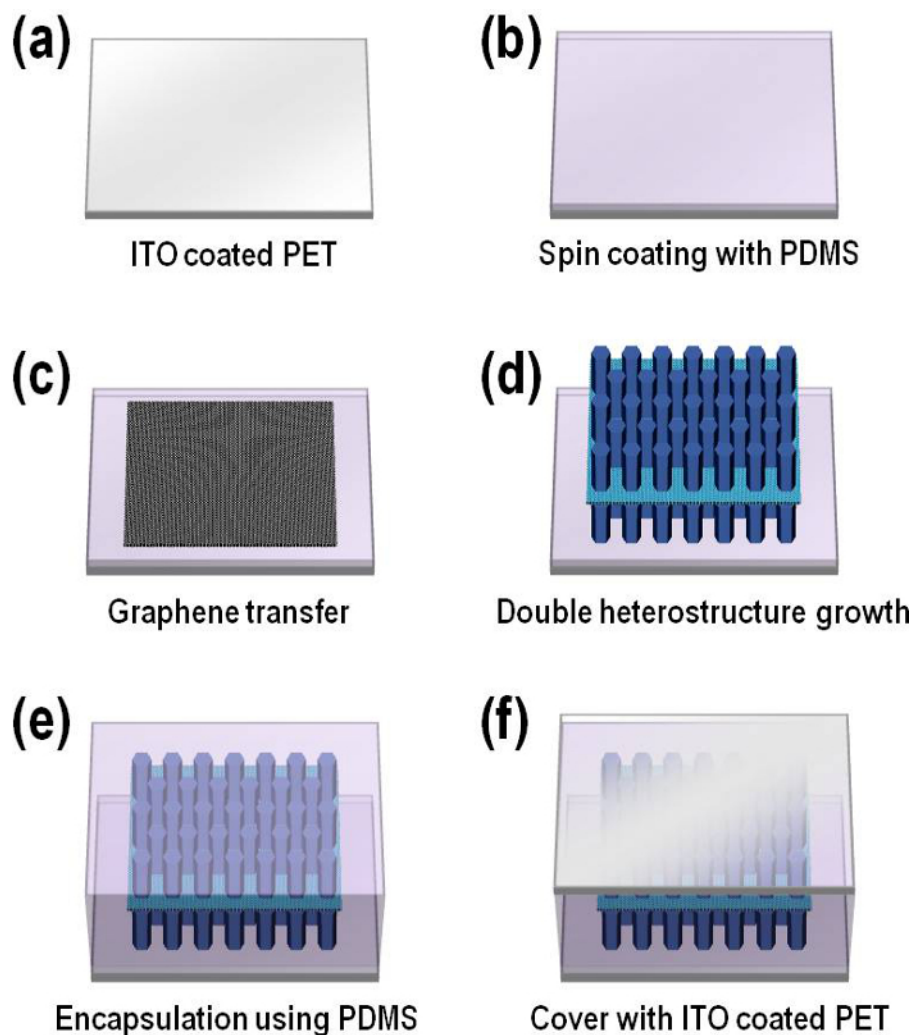 (a)
(b)
ITO coated PET
Spin coating with PDMS
(c)
(d)
Graphene transfer
Double heterostructure growth
(e)
(f)
Encapsulation using PDMS
Cover with ITO coated PET